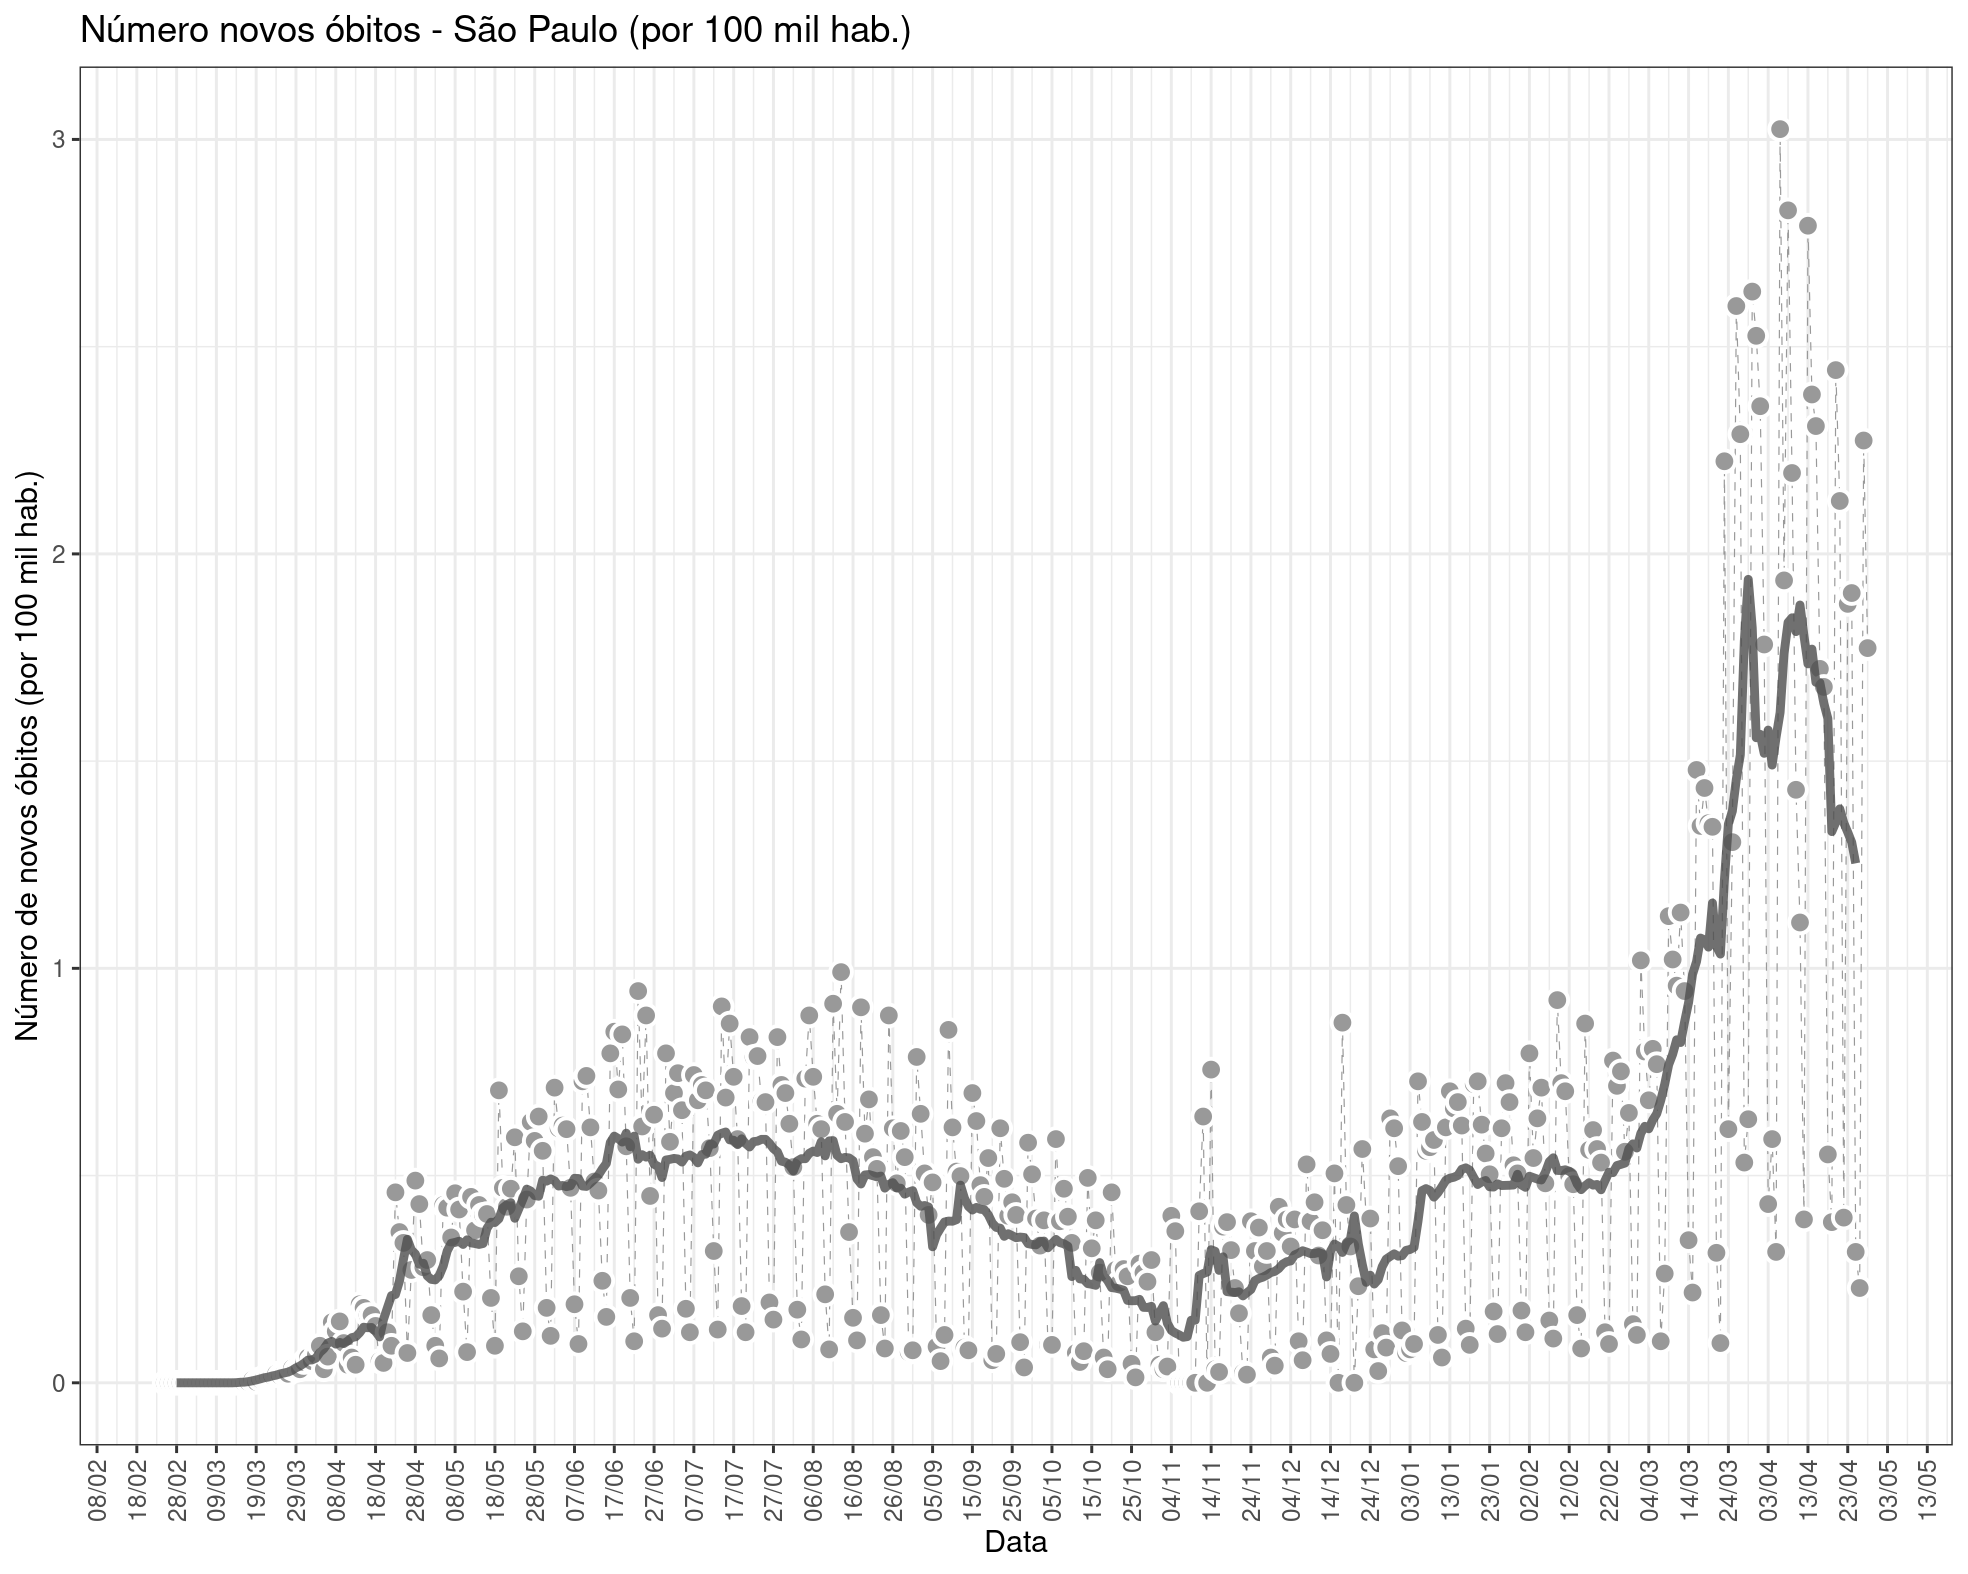 Número novos óbitos - São Paulo (por 100 mil hab.)
Número de novos óbitos (por 100 mil hab.)
3
2
1
0
08/02 18/02 28/02 09/03 19/03 29/03 08/04 18/04 28/04 08/05 18/05 28/05 07/06 17/06 27/06 07/07 17/07 27/07 06/08 16/08 26/08 05/09 15/09 25/09 05/10 15/10 25/10 04/11 14/11 24/11 04/12 14/12 24/12 03/01 13/01 23/01 02/02 12/02 22/02 04/03 14/03 24/03 03/04 13/04 23/04 03/05 13/05
Data